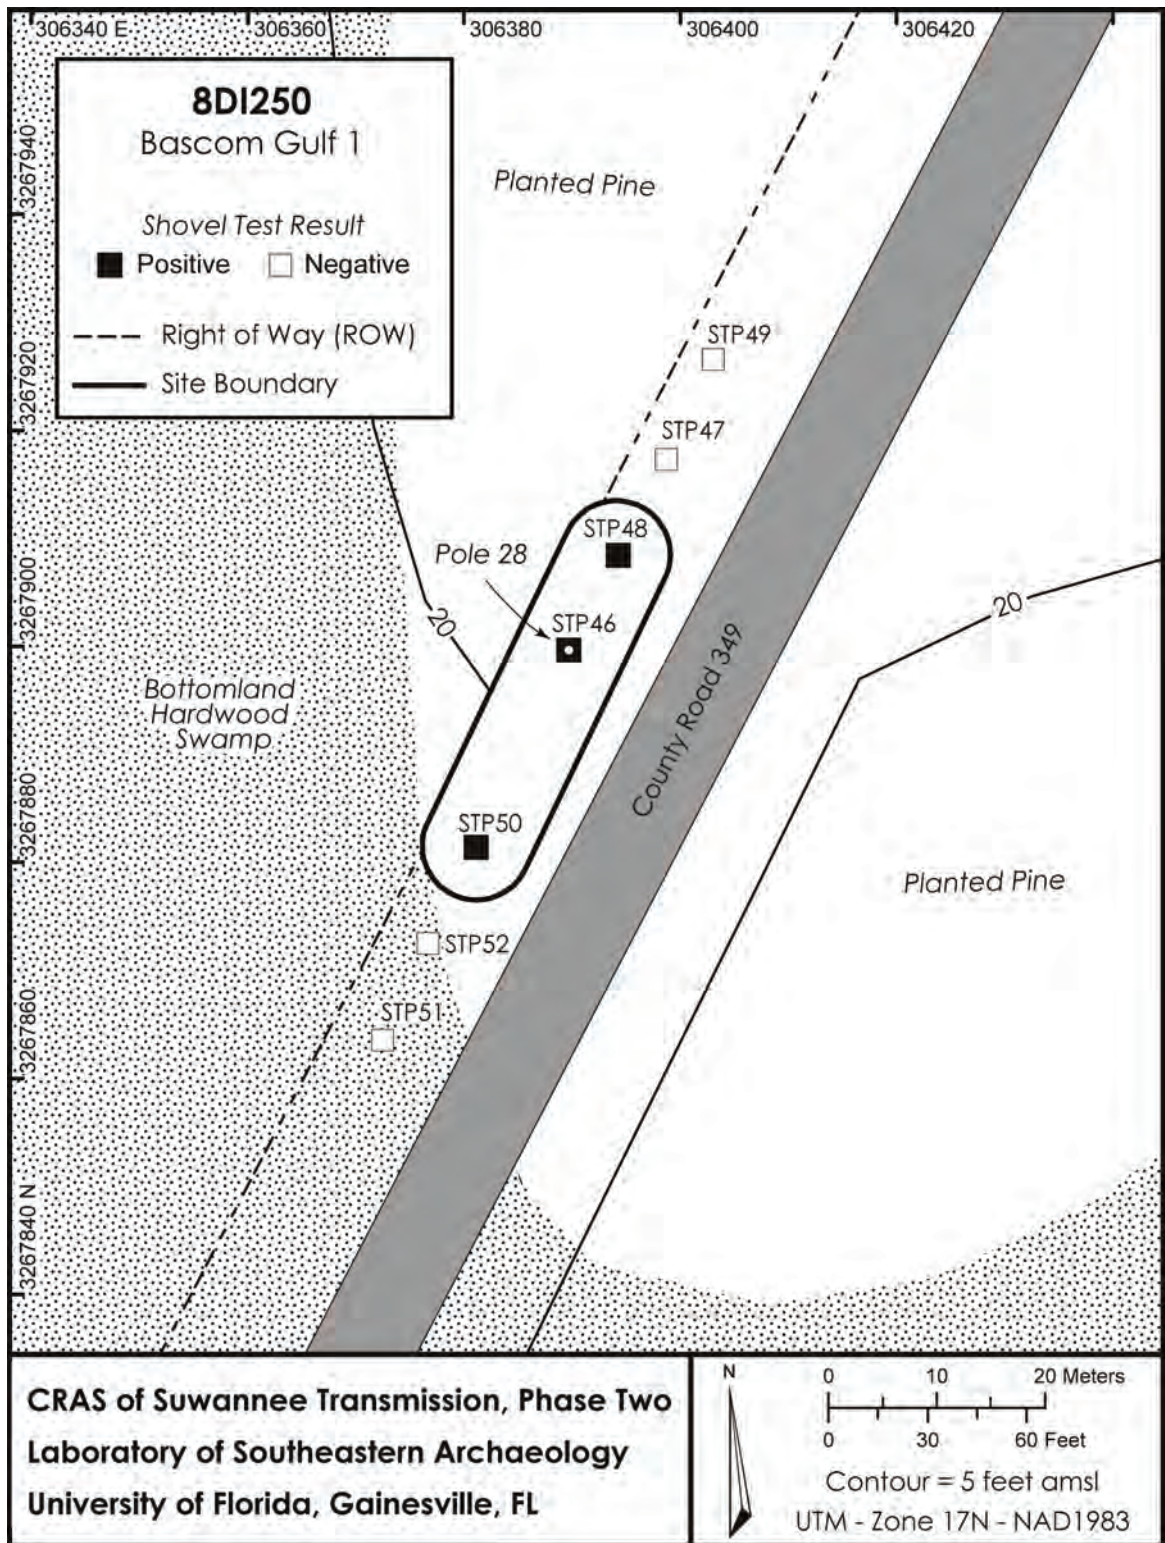 306340 E
306360
306380
306400
306420
8DI250
Bascom Gulf 1
Shovel Test Result
Positive
Negative
Right of Way (ROW)
Site Boundary
3267940
3267920
3267900
3267880
3267860
3267840 N
Planted Pine
STP49
STP47
STP48
Pole 28
STP46
20
20
County Road 349
Bottomland
Hardwood
Swamp
STP50
Planted Pine
STP52
STP51
CRAS of Suwannee Transmission, Phase Two
Laboratory of Southeastern Archaeology
University of Florida, Gainesville, FL
N
0 10 20 Meters
0 30 60 Feet
Contour = 5 feet amsl
UTM - Zone 17N - NAD1983